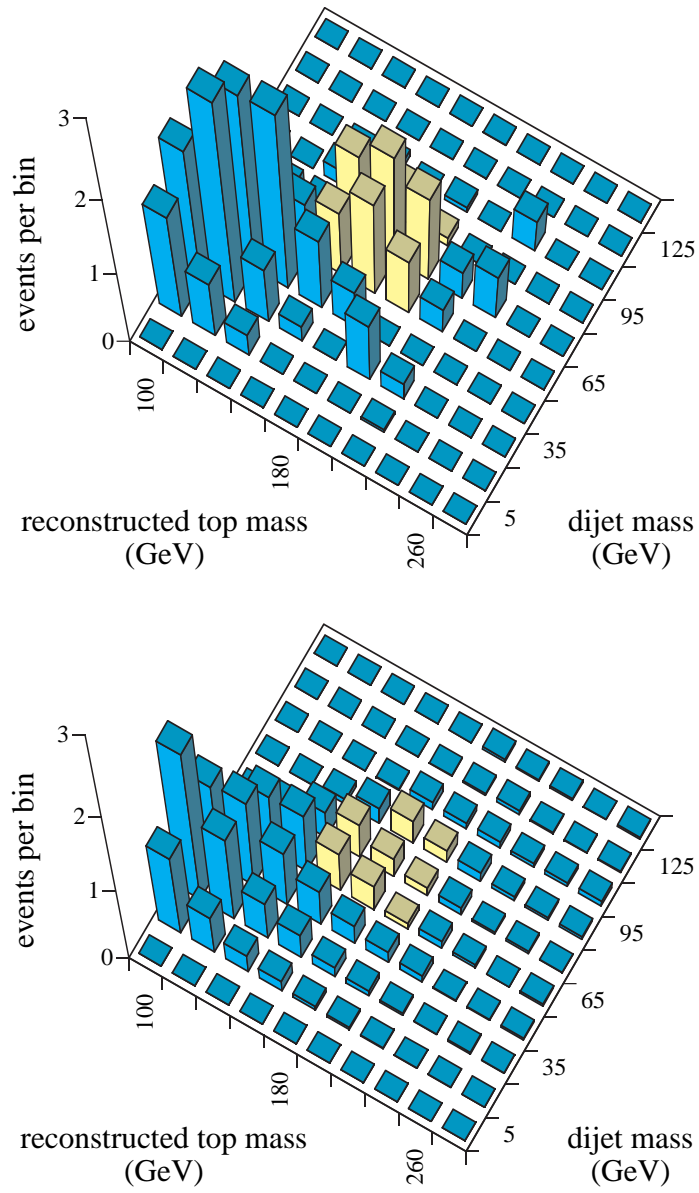 3
2
1
0
events per bin
100
180
260
reconstructed top mass
(GeV)
5
35
65
95
125
dijet mass
(GeV)
3
2
1
0
events per bin
100
180
260
reconstructed top mass
(GeV)
5
35
65
95
125
dijet mass
(GeV)